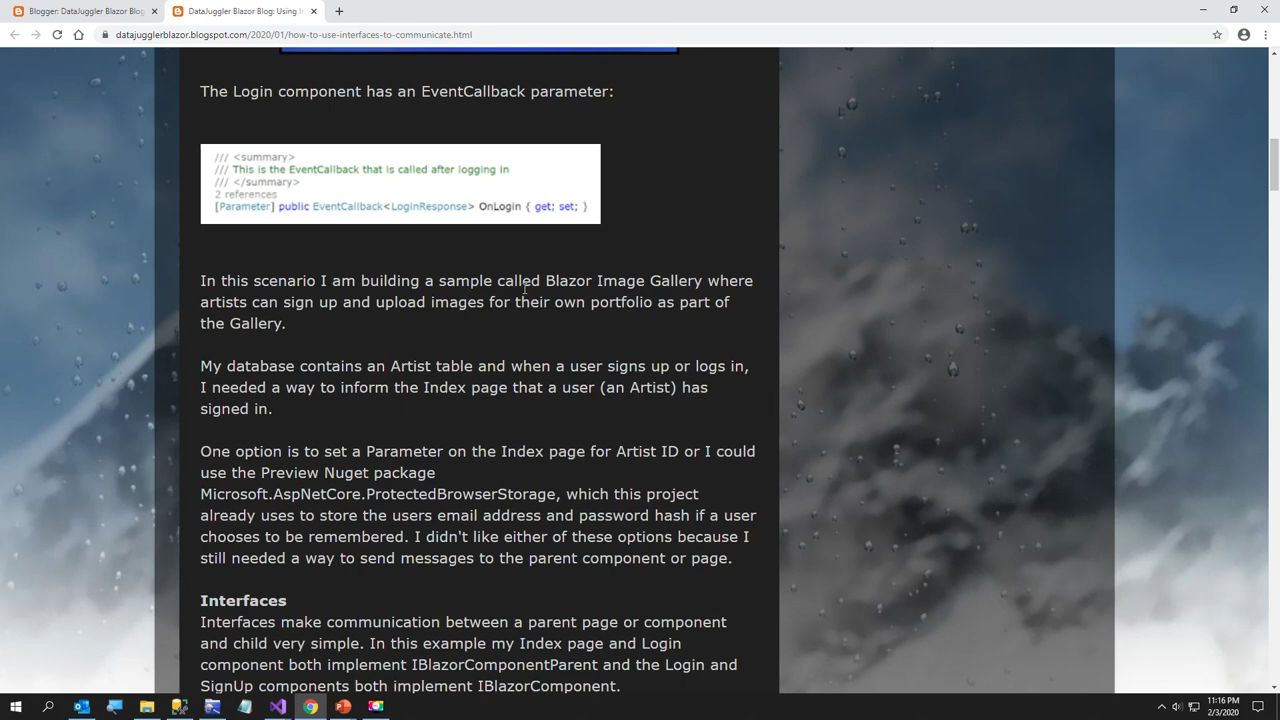 Blogger: DataJuggler Blazor Blog
DataJuggler Blazor Blog: Using In
datajugglerblazor.blogspot.com/2020/01/how-to-use-interfaces-to-communicate.html
The Login component has an EventCallback parameter:
/// <summary>
/// This is the EventCallback that is called after logging in
/// </summary>
2 references
[Parameter] public EventCallback<LoginResponse> OnLogin { get; set; }
In this scenario I am building a sample called Blazor Image Gallery where
artists can sign up and upload images for their own portfolio as part of
the Gallery.
My database contains an Artist table and when a user signs up or logs in,
I needed a way to inform the Index page that a user (an Artist) has
signed in.
One option is to set a Parameter on the Index page for Artist ID or I could
use the Preview Nuget package
Microsoft.AspNetCore.ProtectedBrowserStorage, which this project
already uses to store the users email address and password hash if a user
chooses to be remembered. I didn't like either of these options because I
still needed a way to send messages to the parent component or page.
Interfaces
Interfaces make communication between a parent page or component
and child very simple. In this example my Index page and Login
component both implement IBlazorComponentParent and the Login and
SignUp components both implement IBlazorComponent.
11:16 PM
2/3/2020